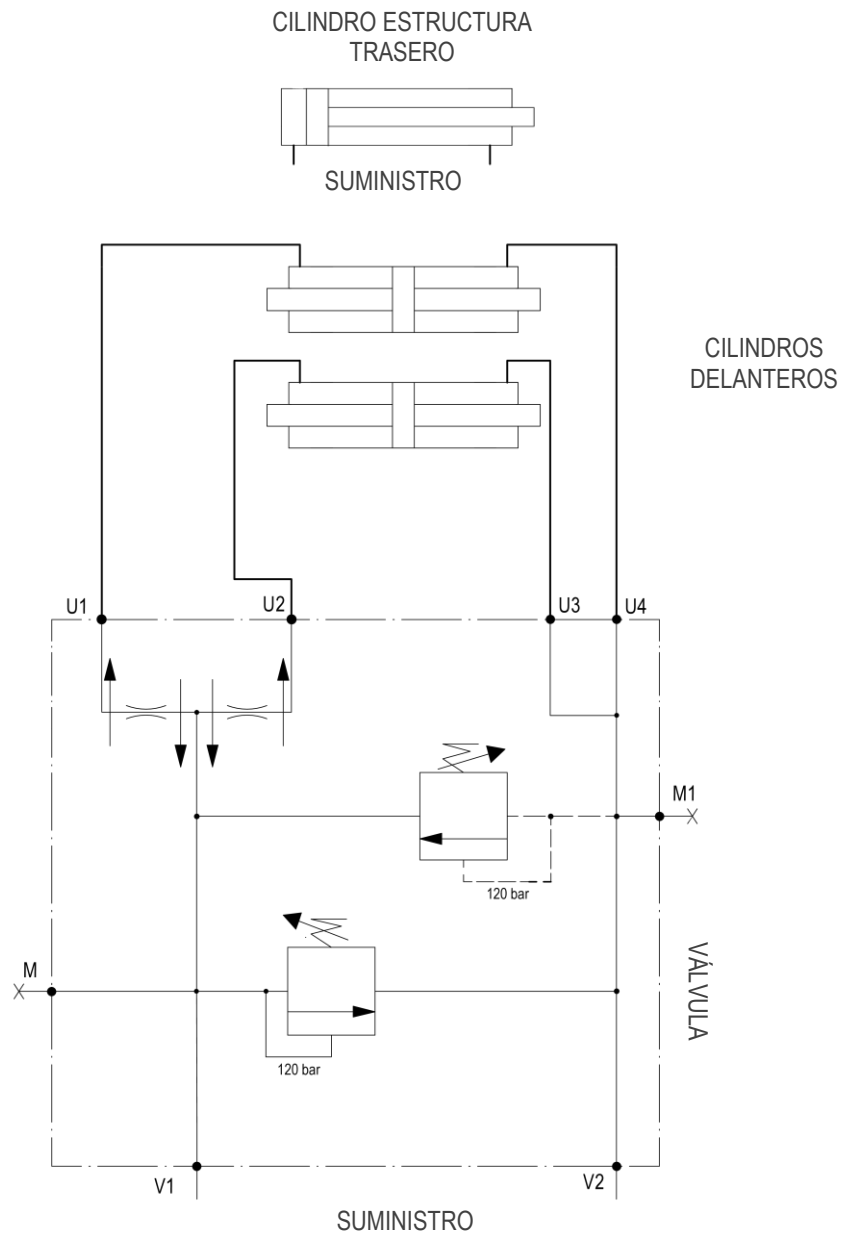 CILINDRO ESTRUCTURA
TRASERO
SUMINISTRO
CILINDROS
DELANTEROS
U1
U2
U3
U4
M1
120 bar
M
120 bar
VÁLVULA
V1
V2
SUMINISTRO